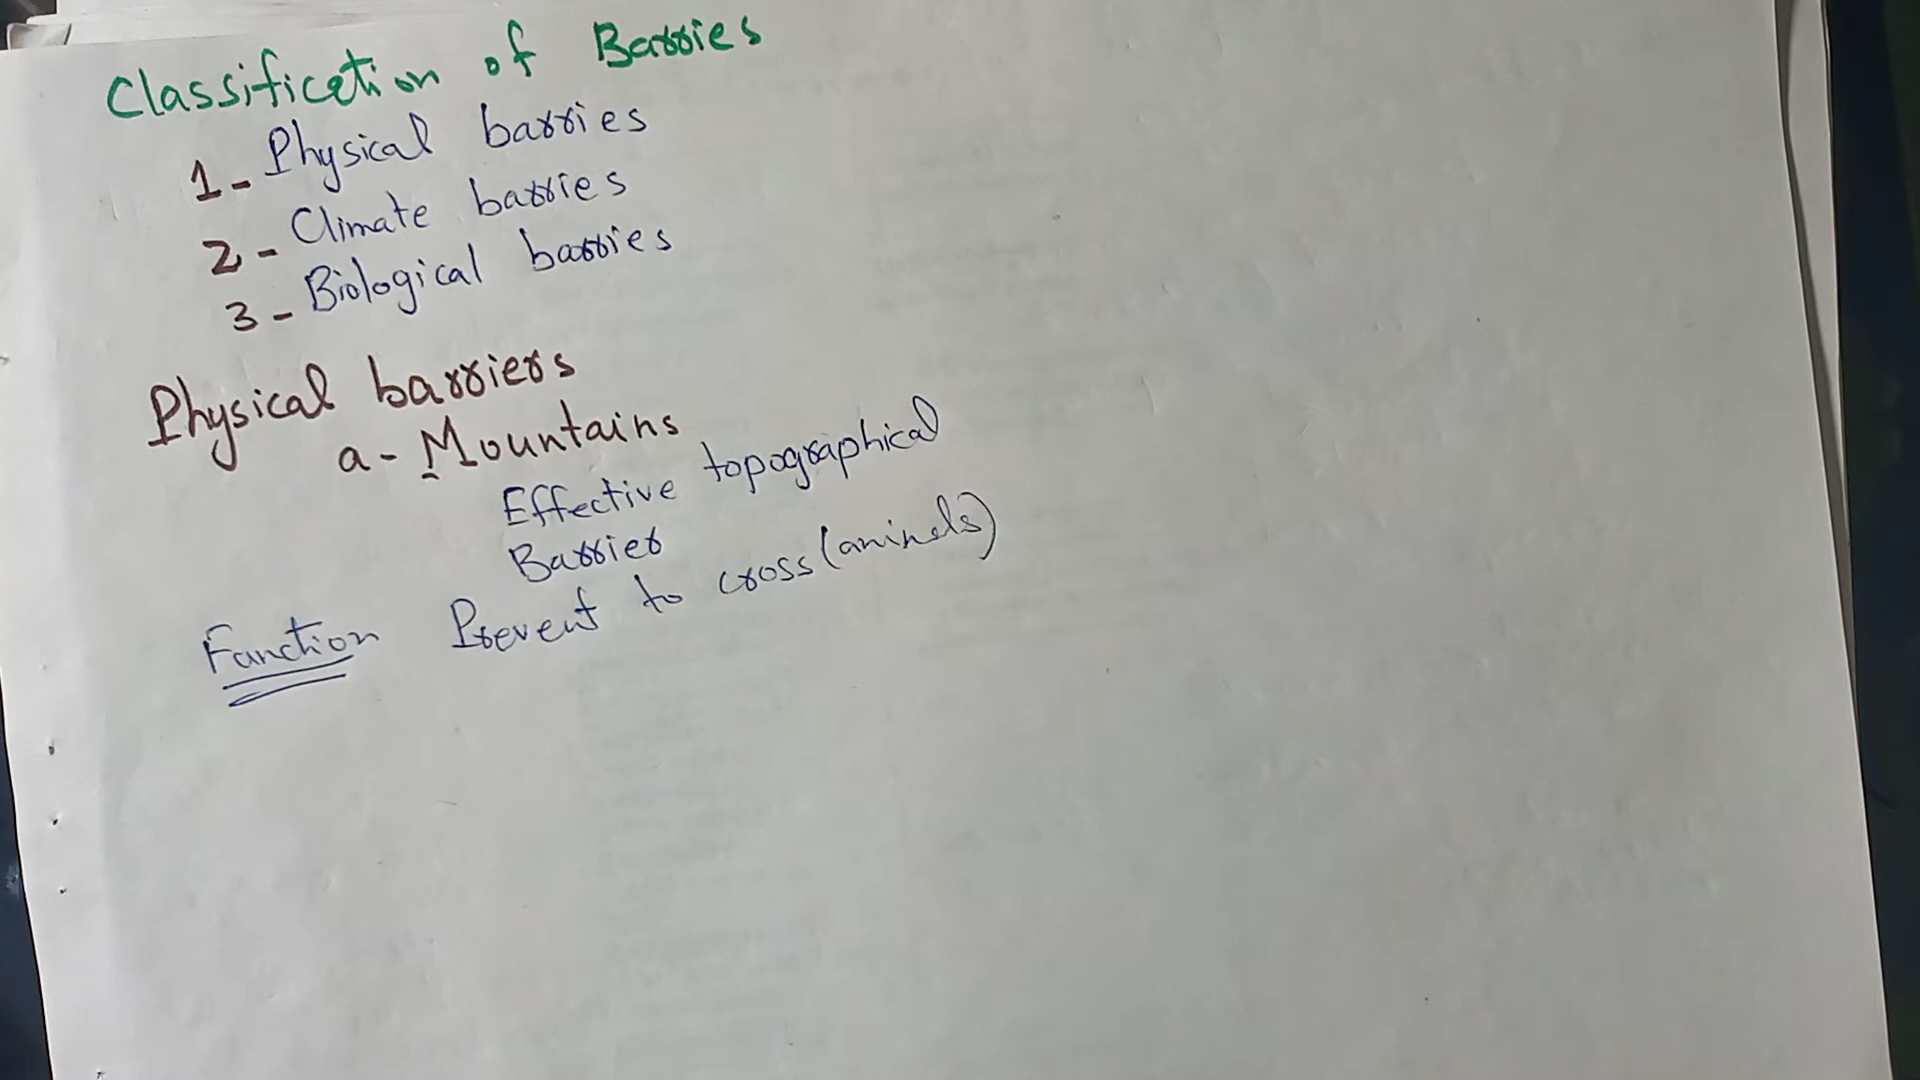 Classification of Barries
1- Physical barries
2- Climate barries
3- Biological barries
Physical barriers
a- Mountains
Effective topographical
Barrier
Function Prevent to cross (animals)